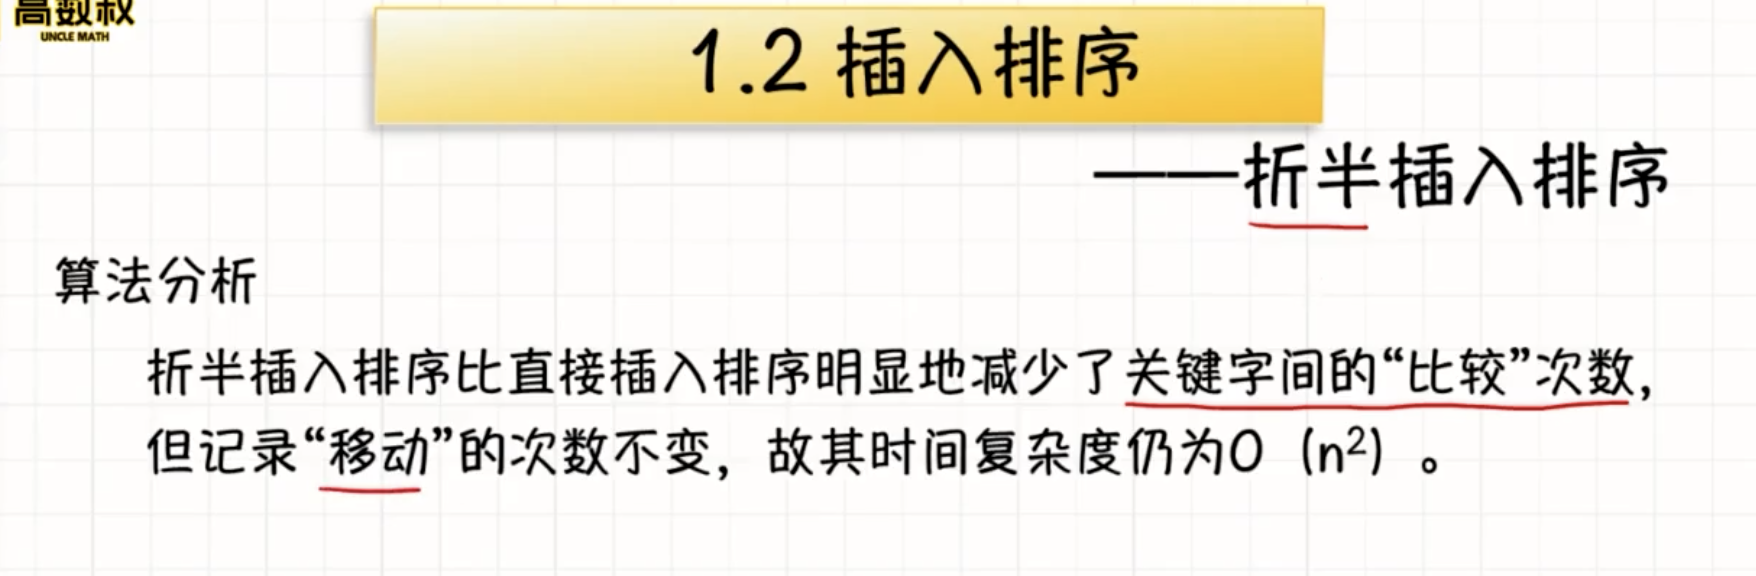 高数叔
UNCLE MATH
1.2 插入排序
——折半插入排序
算法分析
折半插入排序比直接插入排序明显地减少了关键字间的“比较”次数，
但记录“移动”的次数不变，故其时间复杂度仍为O（n²）。